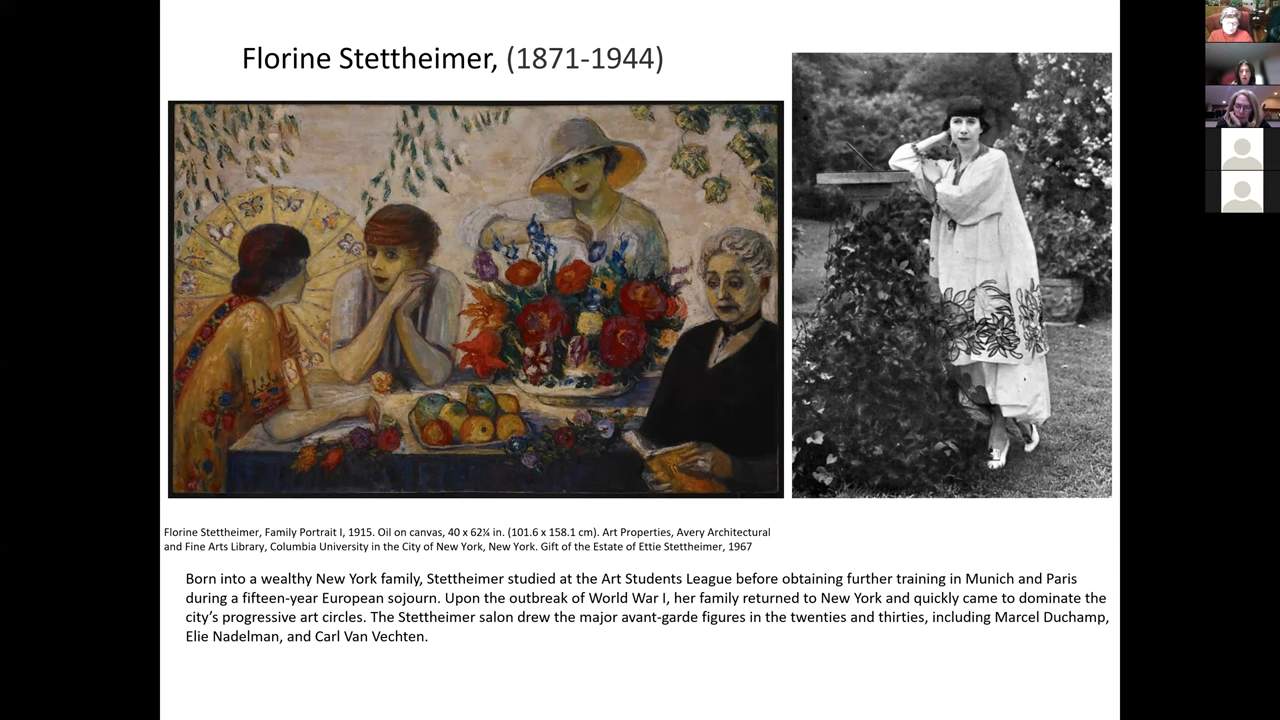 Florine Stettheimer, (1871-1944)
Florine Stettheimer, Family Portrait I, 1915. Oil on canvas, 40 x 62¼ in. (101.6 x 158.1 cm). Art Properties, Avery Architectural
and Fine Arts Library, Columbia University in the City of New York, New York. Gift of the Estate of Ettie Stettheimer, 1967
Born into a wealthy New York family, Stettheimer studied at the Art Students League before obtaining further training in Munich and Paris
during a fifteen-year European sojourn. Upon the outbreak of World War I, her family returned to New York and quickly came to dominate the
city’s progressive art circles. The Stettheimer salon drew the major avant-garde figures in the twenties and thirties, including Marcel Duchamp,
Elie Nadelman, and Carl Van Vechten.